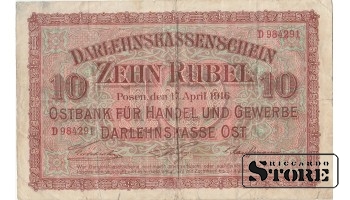 DARLEHNSKASSENSCHEIN
D 984291
10 ZEHN RUBEL 10
Posen, den 17. April 1916
OSTBANK FÜR HANDEL UND GEWERBE
D 984291 DARLEHNSKASSE OST
RICCARDO
STORE